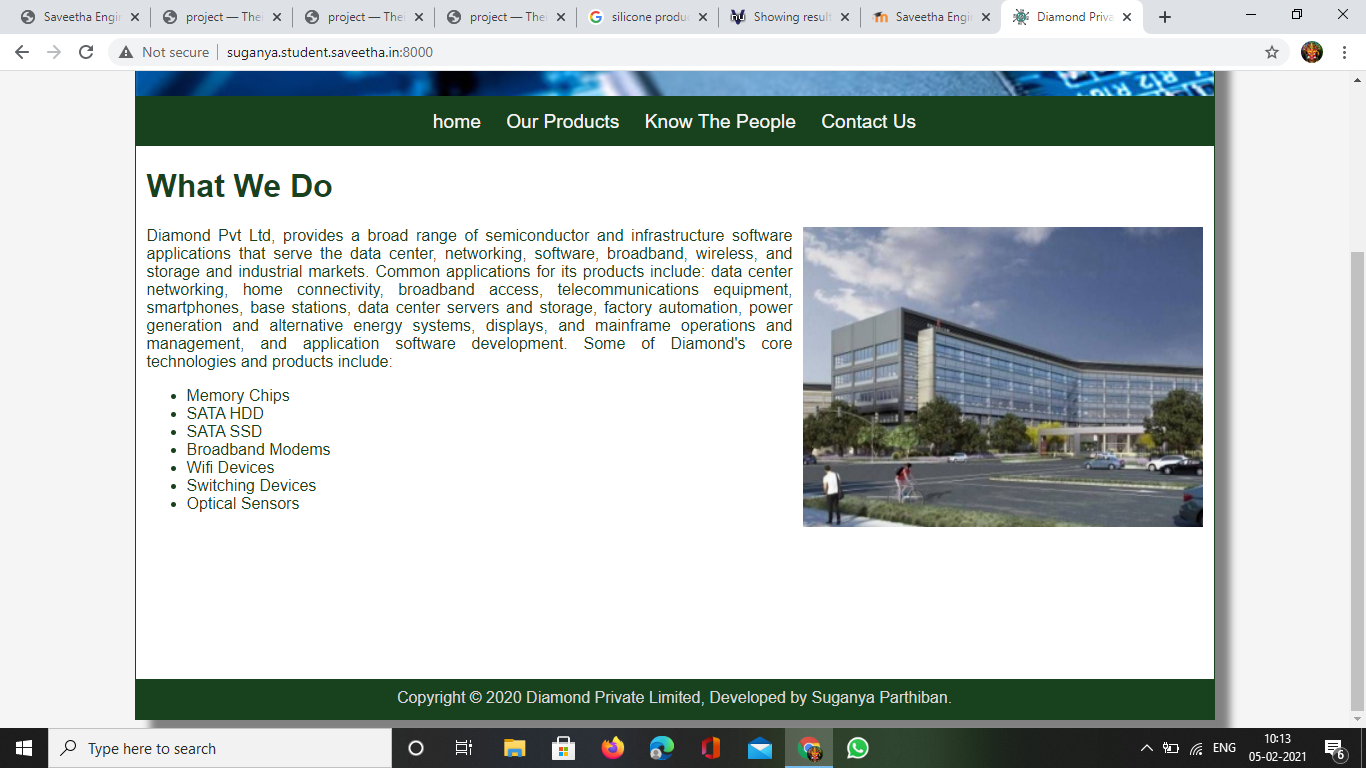 Saveetha Engin
project — Thei
project — Thei
project — Thei
silicone produc
Showing result
Saveetha Engin
Diamond Priva
Not secure
suganya.student.saveetha.in:8000
R12
home Our Products Know The People Contact Us
What We Do
Diamond Pvt Ltd, provides a broad range of semiconductor and infrastructure software
applications that serve the data center, networking, software, broadband, wireless, and
storage and industrial markets. Common applications for its products include: data center
networking, home connectivity, broadband access, telecommunications equipment,
smartphones, base stations, data center servers and storage, factory automation, power
generation and alternative energy systems, displays, and mainframe operations and
management, and application software development. Some of Diamond's core
technologies and products include:
• Memory Chips
• SATA HDD
• SATA SSD
• Broadband Modems
• Wifi Devices
• Switching Devices
• Optical Sensors
Copyright © 2020 Diamond Private Limited, Developed by Suganya Parthiban.
Type here to search
ENG
10:13
05-02-2021
6